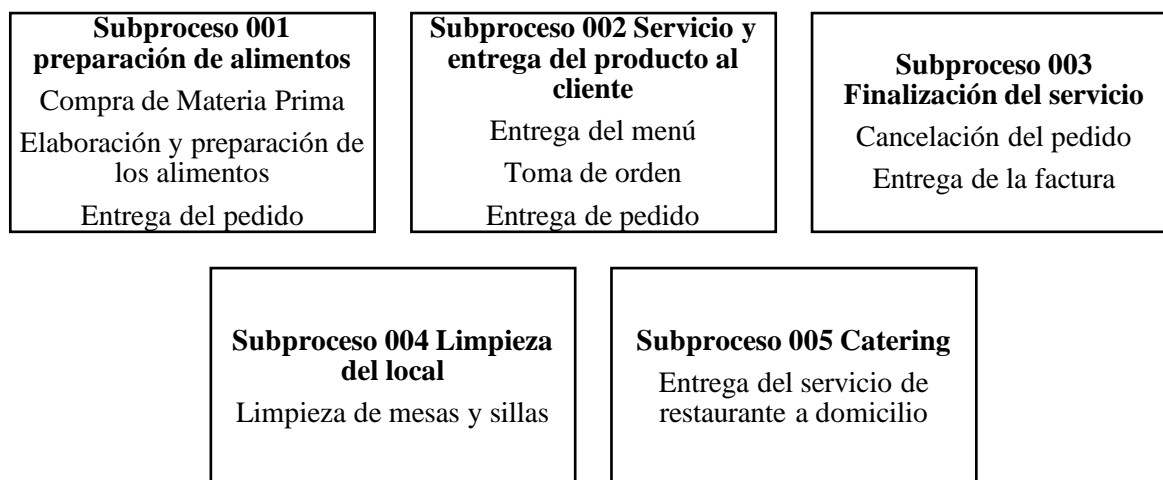 Subproceso 001
preparación de alimentos
Compra de Materia Prima
Elaboración y preparación de
los alimentos
Entrega del pedido
Subproceso 002 Servicio y
entrega del producto al
cliente
Entrega del menú
Toma de orden
Entrega de pedido
Subproceso 003
Finalización del servicio
Cancelación del pedido
Entrega de la factura
Subproceso 004 Limpieza
del local
Limpieza de mesas y sillas
Subproceso 005 Catering
Entrega del servicio de
restaurante a domicilio